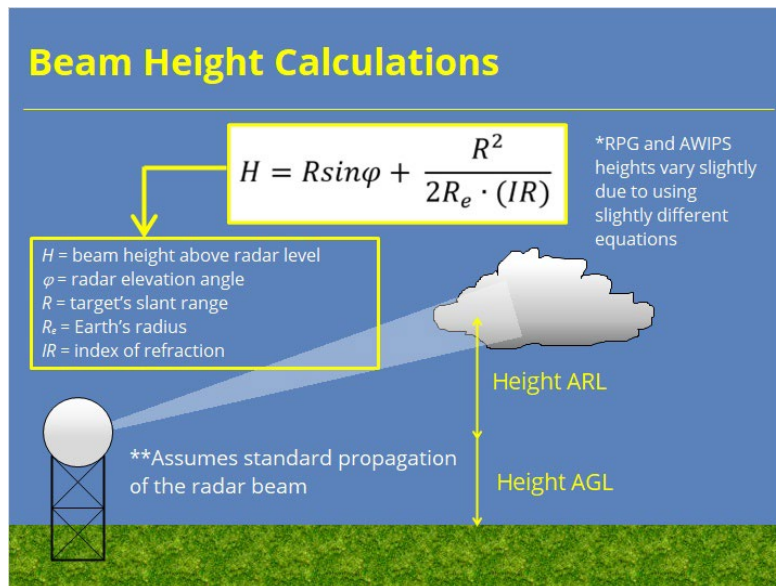 Beam Height Calculations
H = Rsinφ + R² / 2Rₑ · (IR)
*RPG and AWIPS
heights vary slightly
due to using
slightly different
equations
H = beam height above radar level
φ = radar elevation angle
R = target's slant range
Rₑ = Earth's radius
IR = index of refraction
Height ARL
**Assumes standard propagation
of the radar beam
Height AGL